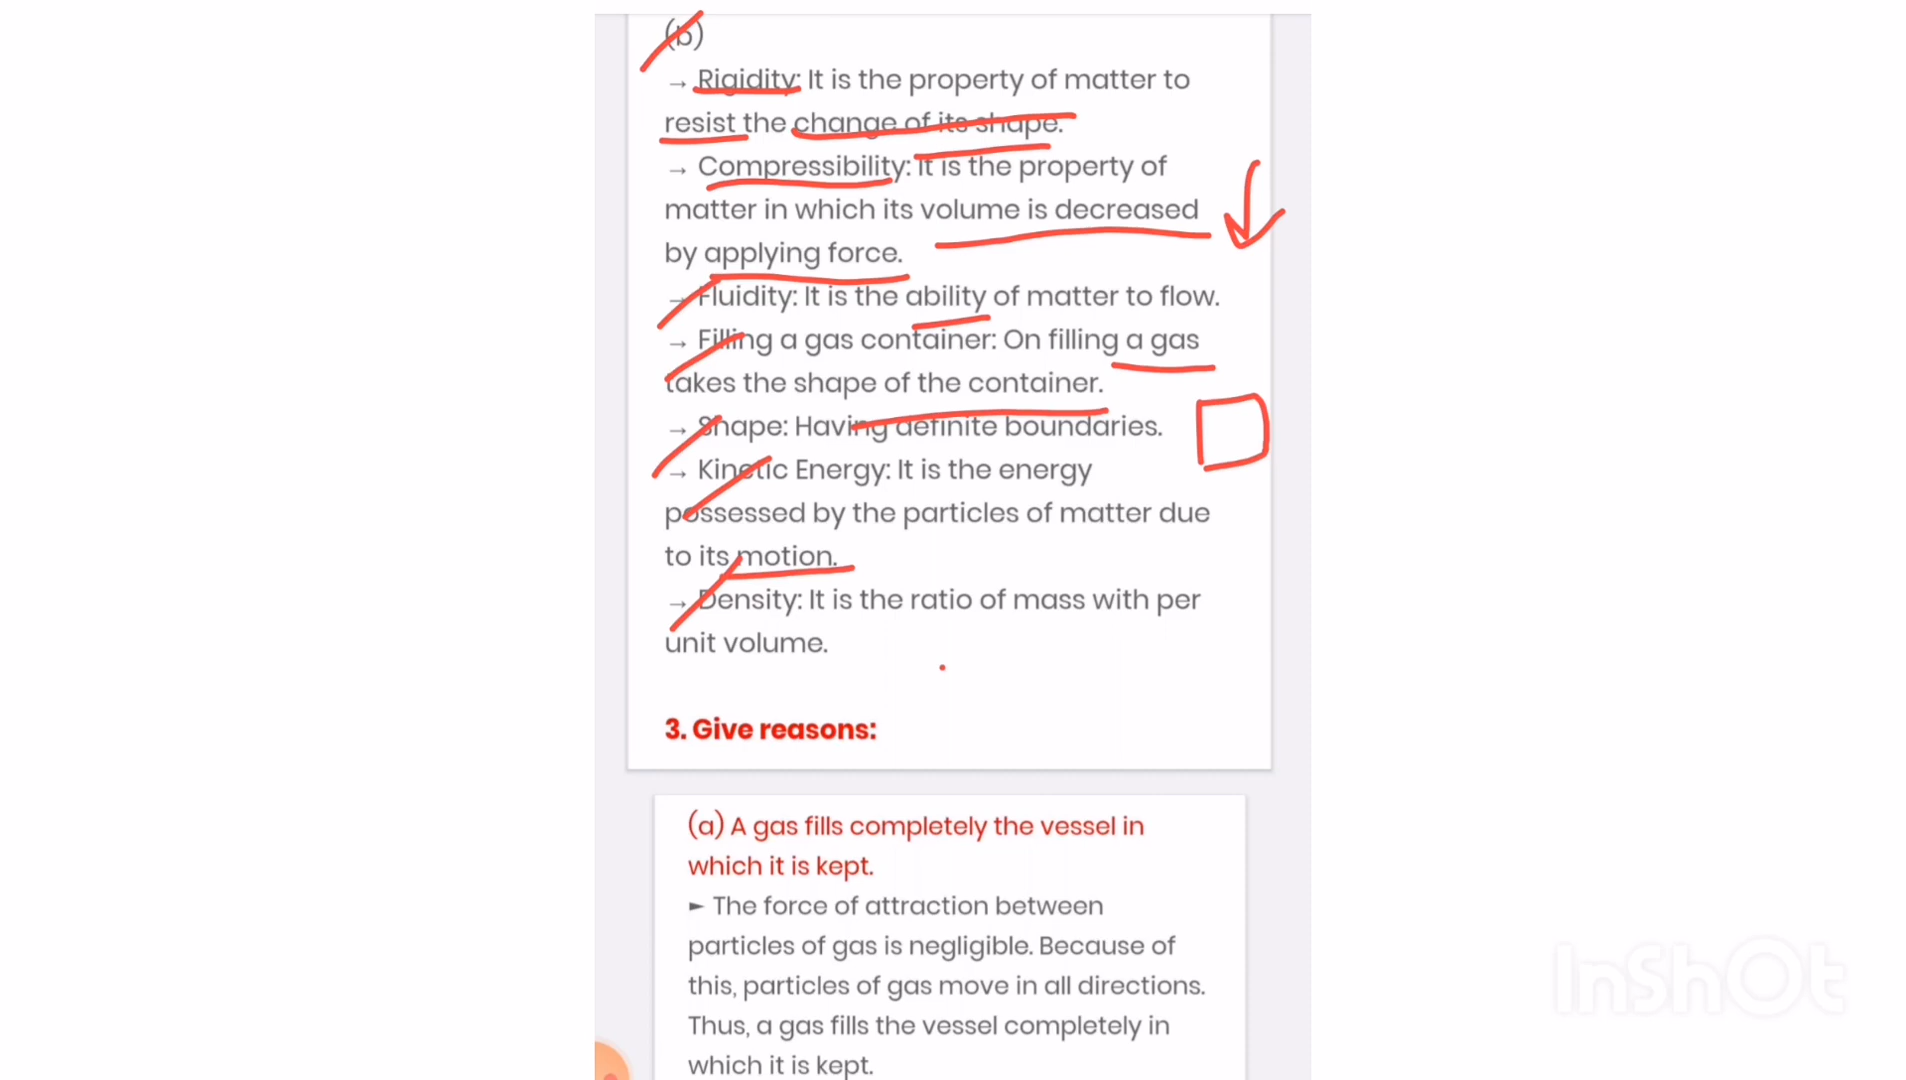 (b)
→ Rigidity: It is the property of matter to
resist the change of its shape.
→ Compressibility: It is the property of
matter in which its volume is decreased
by applying force.
→ Fluidity: It is the ability of matter to flow.
→ Filling a gas container: On filling a gas
takes the shape of the container.
→ Shape: Having definite boundaries.
→ Kinetic Energy: It is the energy
possessed by the particles of matter due
to its motion.
→ Density: It is the ratio of mass with per
unit volume.
3. Give reasons:
(a) A gas fills completely the vessel in
which it is kept.
► The force of attraction between
particles of gas is negligible. Because of
this, particles of gas move in all directions.
Thus, a gas fills the vessel completely in
which it is kept.
InShOt